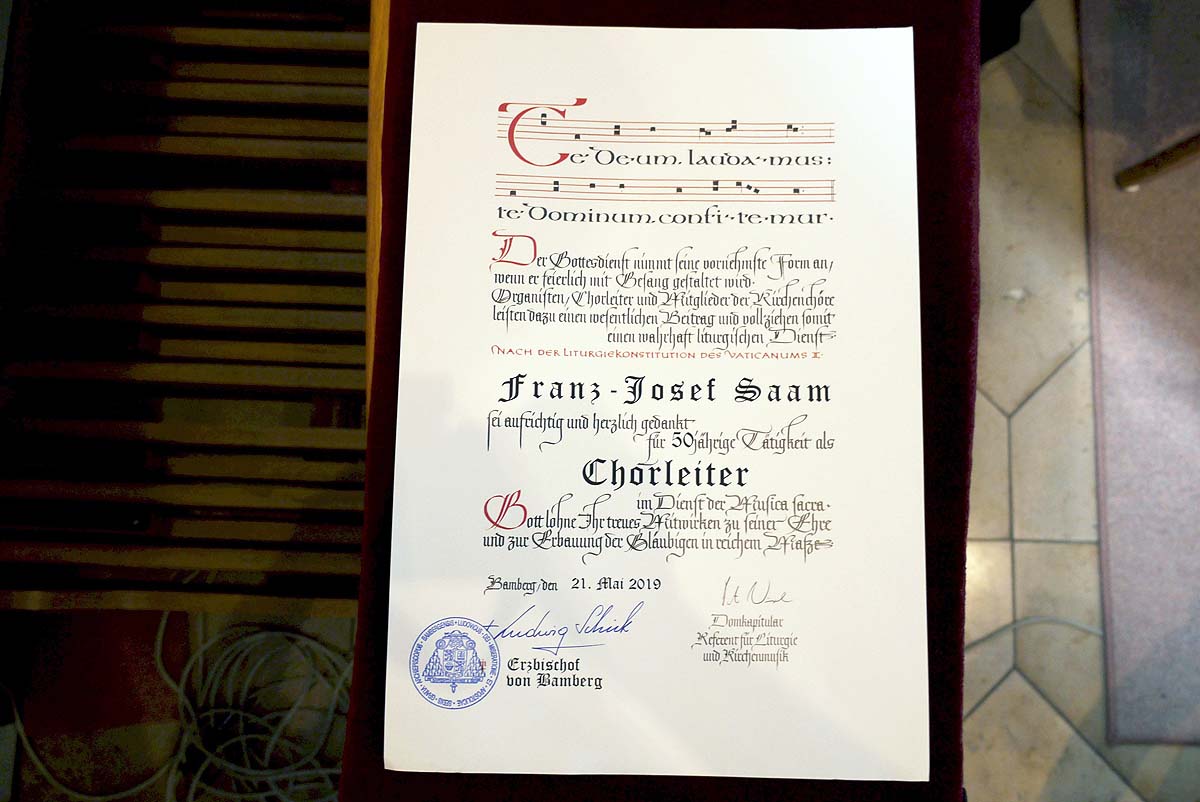 Te De-um. lauda-mus:
te Dominum. confi-te-mur.
Der Gottesdienst nimmt seine vornehmste Form an,
wenn er feierlich mit Gesang gestaltet wird.
Organisten, Chorleiter und Mitglieder der Kirchenchöre
leisten dazu einen wesentlichen Beitrag und vollziehen somit
einen wahrhaft liturgischen Dienst
NACH DER LITURGIEKONSTITUTION DES VATICANUMS II.
Franz-Josef Saam
sei aufrichtig und herzlich gedankt
für 50jährige Tätigkeit als
Chorleiter
im Dienst der Musica sacra.
Gott lohne Ihr treues Mitwirken zu seiner Ehre
und zur Erbauung der Gläubigen in reichem Maße
Bamberg, den 21. Mai 2019
Ludwig Schick
Erzbischof
von Bamberg
Domkapitular
Referent für Liturgie
und Kirchenmusik